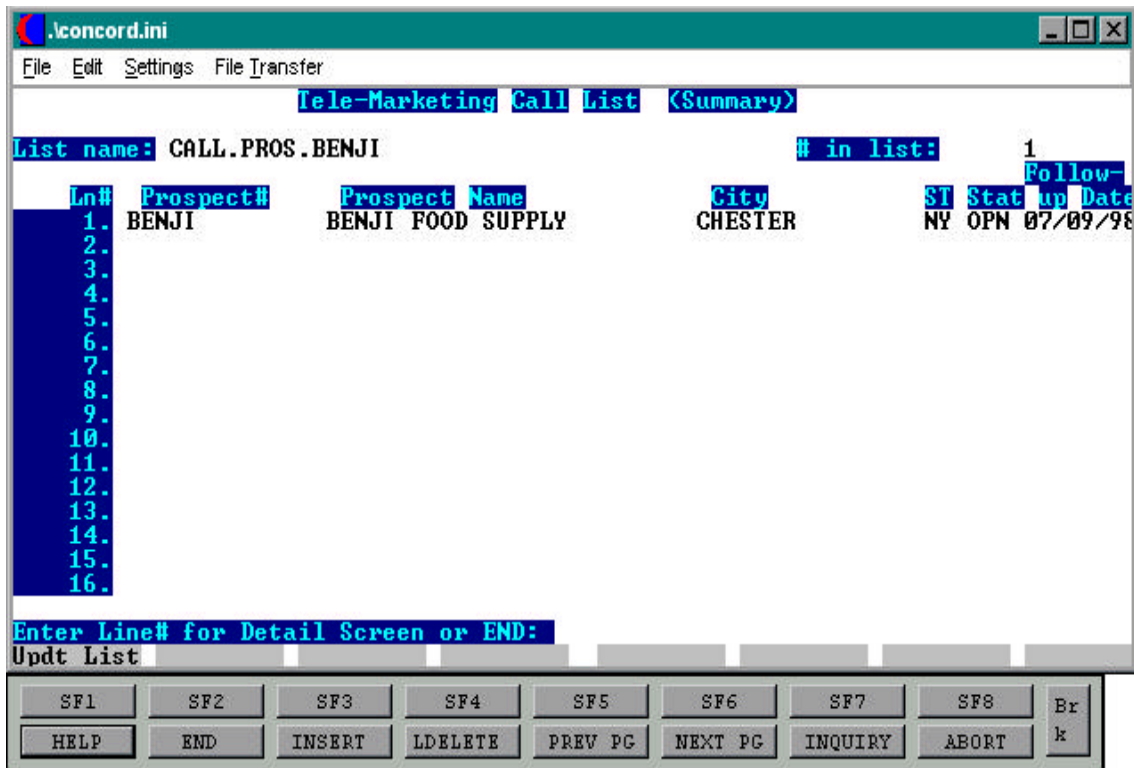 .\concord.ini
File Edit Settings File Transfer
Tele-Marketing Call List (Summary)
List name: CALL.PROS.BENJI # in list: 1
Follow-
Ln# Prospect# Prospect Name City ST Stat up Date
1. BENJI BENJI FOOD SUPPLY CHESTER NY OPN 07/09/98
2.
3.
4.
5.
6.
7.
8.
9.
10.
11.
12.
13.
14.
15.
16.
Enter Line# for Detail Screen or END:
Updt List
SF1 SF2 SF3 SF4 SF5 SF6 SF7 SF8 Br
HELP END INSERT LDELETE PREV PG NEXT PG INQUIRY ABORT k